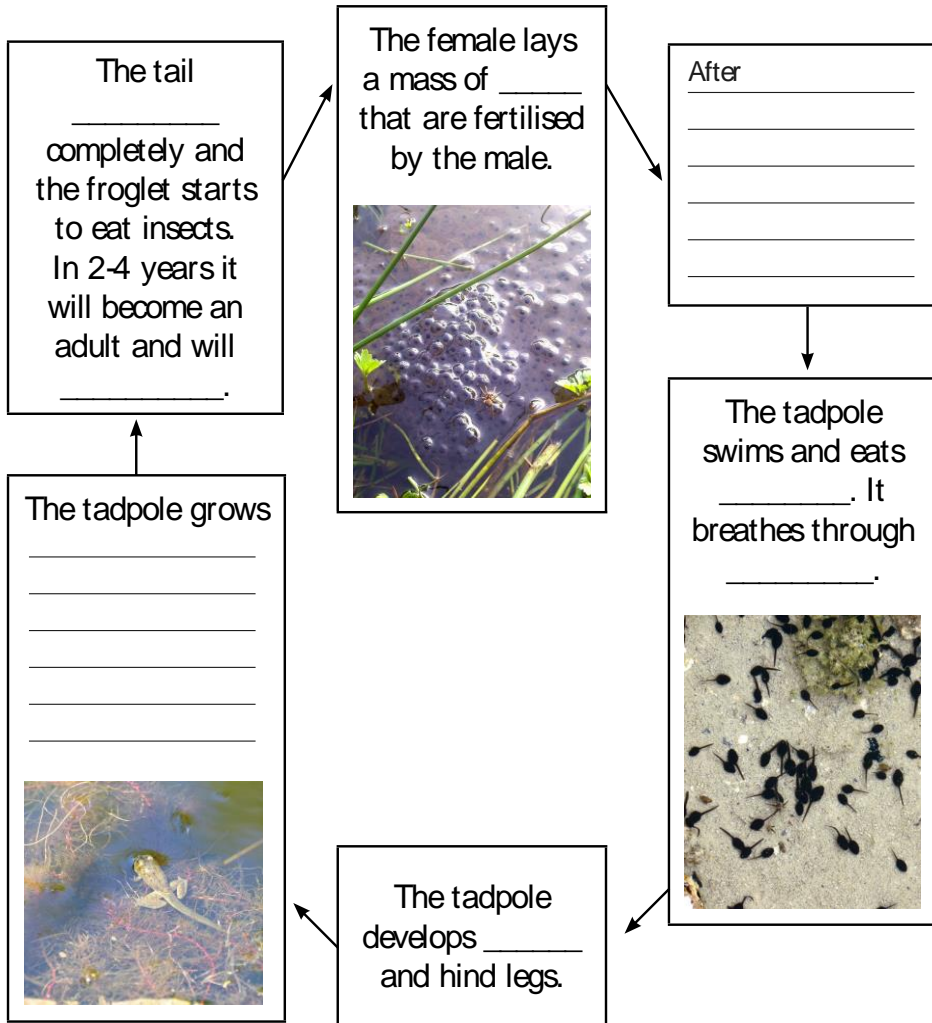 The female lays
a mass of _____
that are fertilised
by the male.
After
The tadpole
swims and eats
________. It
breathes through
_________.
The tadpole
develops ______
and hind legs.
The tadpole grows
The tail
_________
completely and
the froglet starts
to eat insects.
In 2-4 years it
will become an
adult and will
__________.